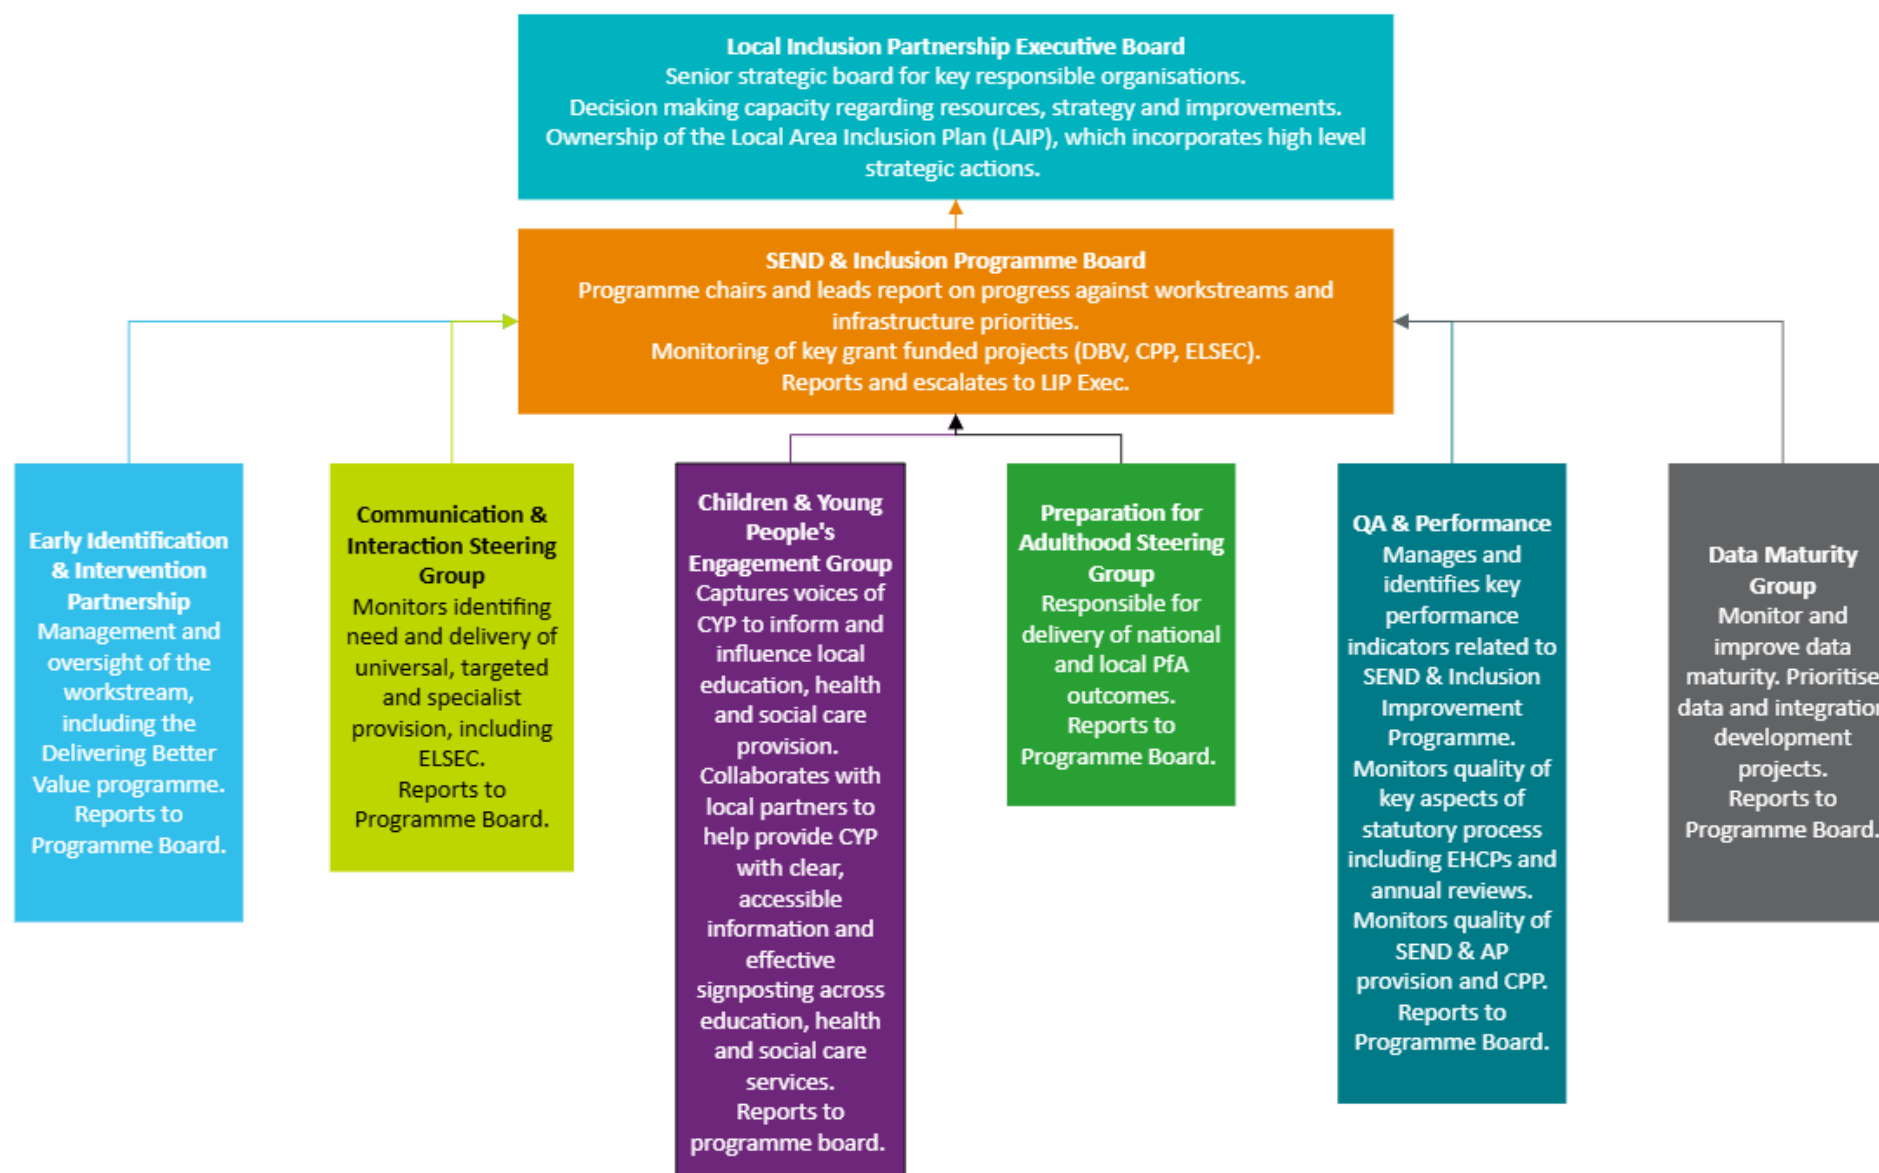 Local Inclusion Partnership Executive Board
Senior strategic board for key responsible organisations.
Decision making capacity regarding resources, strategy and improvements.
Ownership of the Local Area Inclusion Plan (LAIP), which incorporates high level
strategic actions.
SEND & Inclusion Programme Board
Programme chairs and leads report on progress against workstreams and
infrastructure priorities.
Monitoring of key grant funded projects (DBV, CPP, ELSEC).
Reports and escalates to LIP Exec.
Early Identification
& Intervention
Partnership
Management and
oversight of the
workstream,
including the
Delivering Better
Value programme.
Reports to
Programme Board.
Communication &
Interaction Steering
Group
Monitors identifing
need and delivery of
universal, targeted
and specialist
provision, including
ELSEC.
Reports to
Programme Board.
Children & Young
People's
Engagement Group
Captures voices of
CYP to inform and
influence local
education, health
and social care
provision.
Collaborates with
local partners to
help provide CYP
with clear,
accessible
information and
effective
signposting across
education, health
and social care
services.
Reports to
programme board.
Preparation for
Adulthood Steering
Group
Responsible for
delivery of national
and local PfA
outcomes.
Reports to
Programme Board.
QA & Performance
Manages and
identifies key
performance
indicators related to
SEND & Inclusion
Improvement
Programme.
Monitors quality of
key aspects of
statutory process
including EHCPs and
annual reviews.
Monitors quality of
SEND & AP
provision and CPP.
Reports to
Programme Board.
Data Maturity
Group
Monitor and
improve data
maturity. Prioritise
data and integration
development
projects.
Reports to
Programme Board.